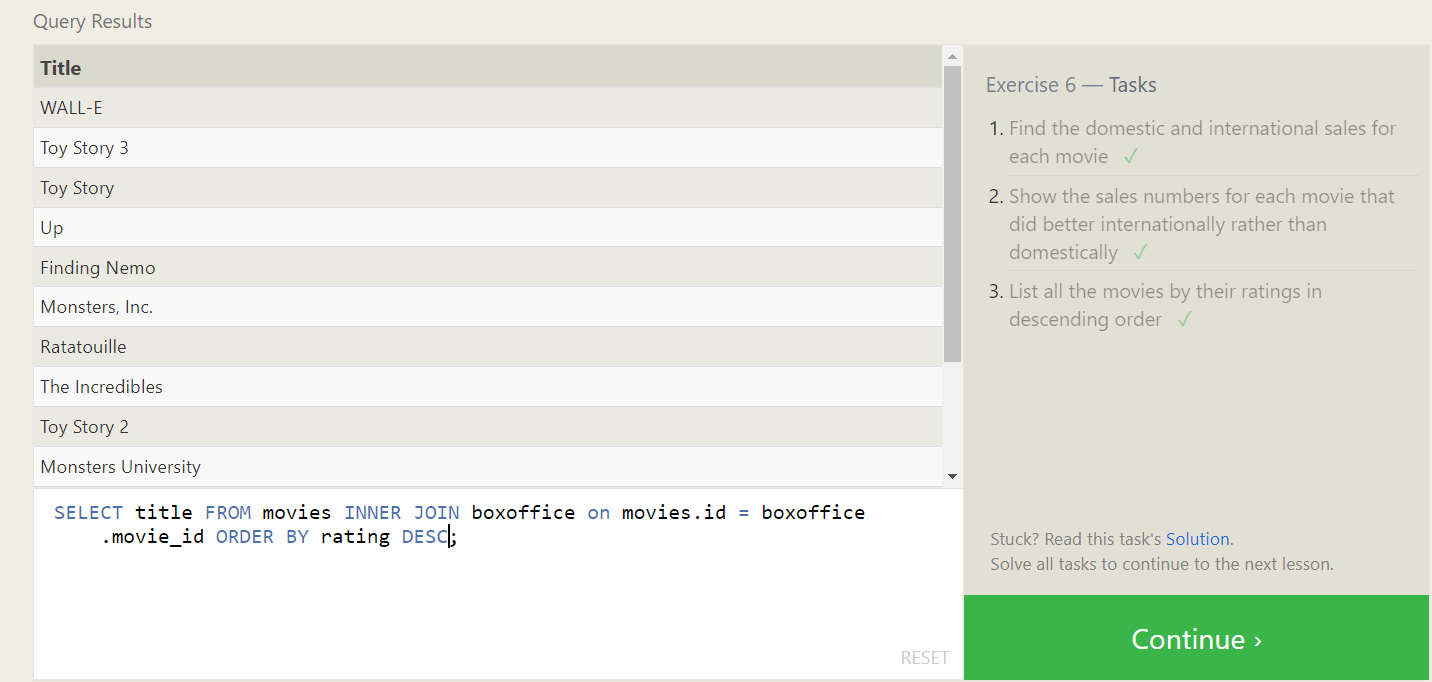 Query Results
Title
WALL-E
Toy Story 3
Toy Story
Up
Finding Nemo
Monsters, Inc.
Ratatouille
The Incredibles
Toy Story 2
Monsters University
SELECT title FROM movies INNER JOIN boxoffice on movies.id = boxoffice
.movie_id ORDER BY rating DESC;
RESET
Exercise 6 — Tasks
1. Find the domestic and international sales for
each movie ✓
2. Show the sales numbers for each movie that
did better internationally rather than
domestically ✓
3. List all the movies by their ratings in
descending order ✓
Stuck? Read this task's Solution.
Solve all tasks to continue to the next lesson.
Continue ›